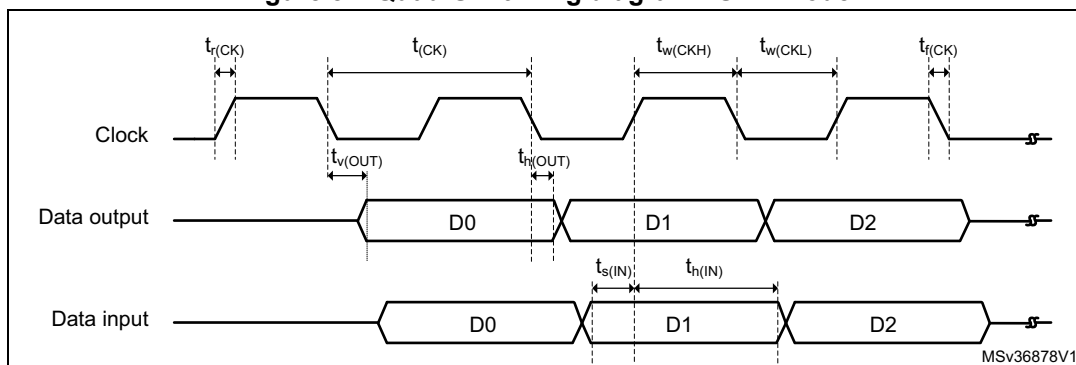 t_r(CK) t_(CK) t_w(CKH) t_w(CKL) t_f(CK)
Clock
t_v(OUT) t_h(OUT)
Data output D0 D1 D2
t_s(IN) t_h(IN)
Data input D0 D1 D2
MSv36878V1